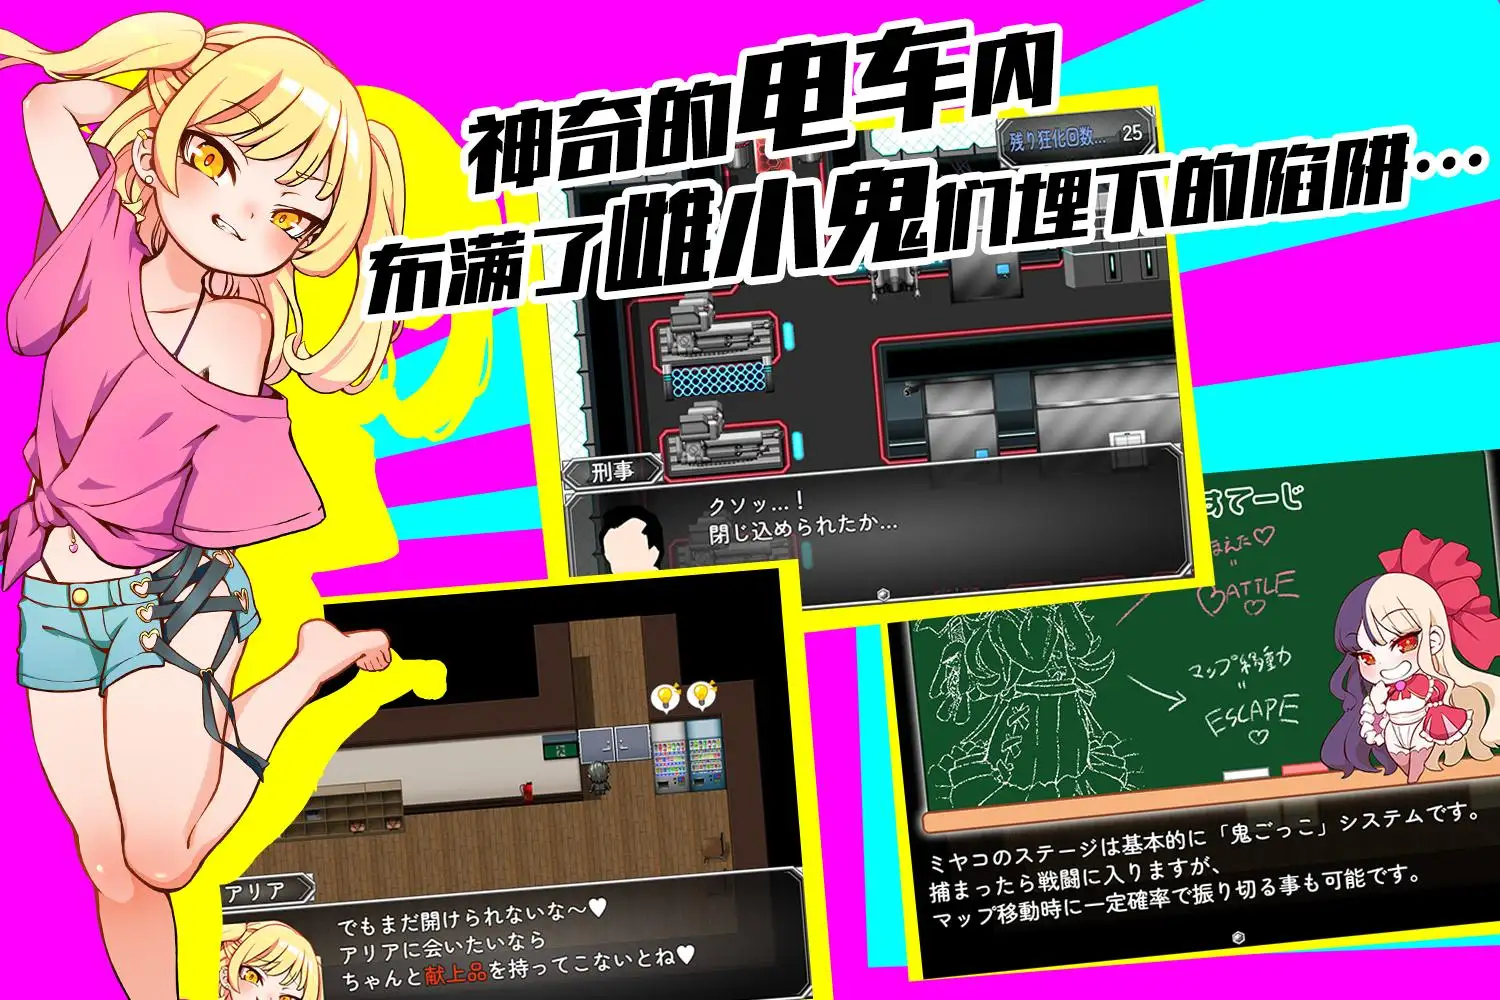 神奇的电车内
布满了雌小鬼们埋下的陷阱…
残り狂化回数… 25
刑事
クソッ…！
閉じ込められたか…
すてーじ
まえた♡
BATTLE
マップ移動
ESCAPE
アリア
でもまだ開けられないな～♥
アリアに会いたいなら
ちゃんと献上品を持ってこないとね♥
ミヤコのステージは基本的に「鬼ごっこ」システムです。
捕まったら戦闘に入りますが、
マップ移動時に一定確率で振り切る事も可能です。